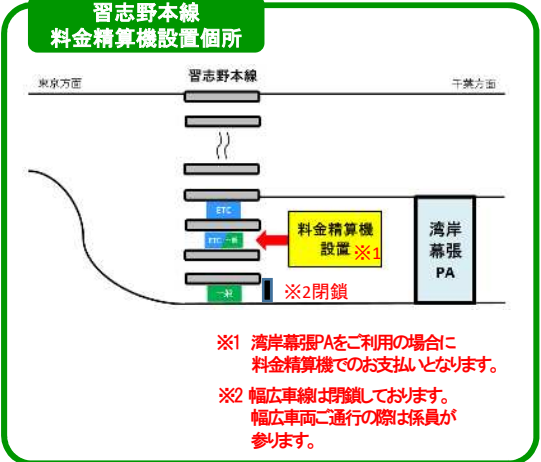 習志野本線
料金精算機設置個所
習志野本線
東京方面
千葉方面
ETC
料金精算機
設置 ※1
ETC 一般
湾岸
幕張
PA
一般
※2閉鎖
※1 湾岸幕張PAをご利用の場合に
料金精算機でのお支払いとなります。
※2 幅広車線は閉鎖しております。
幅広車両ご通行の際は係員が
参ります。